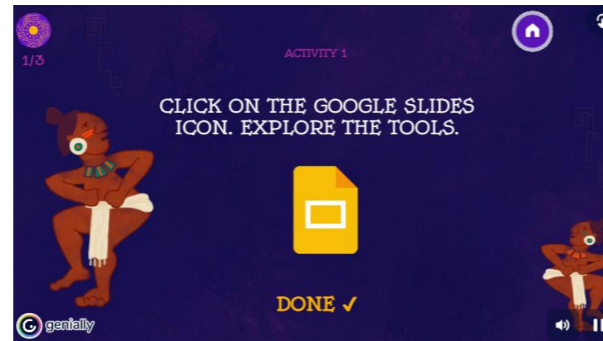 1/3
ACTIVITY 1
CLICK ON THE GOOGLE SLIDES
ICON. EXPLORE THE TOOLS.
DONE ✓
genially